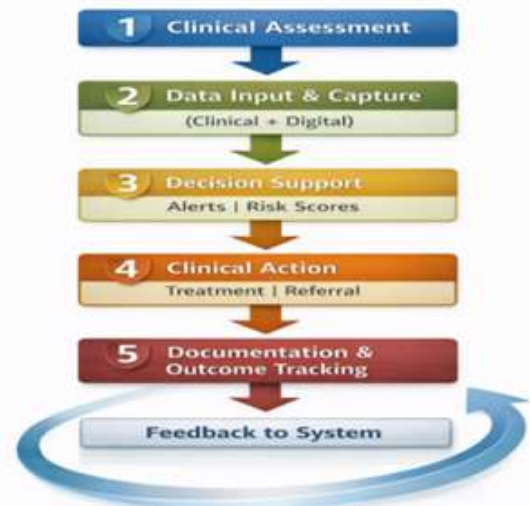 1 Clinical Assessment
2 Data Input & Capture
(Clinical + Digital)
3 Decision Support
Alerts | Risk Scores
4 Clinical Action
Treatment | Referral
5 Documentation &
Outcome Tracking
Feedback to System